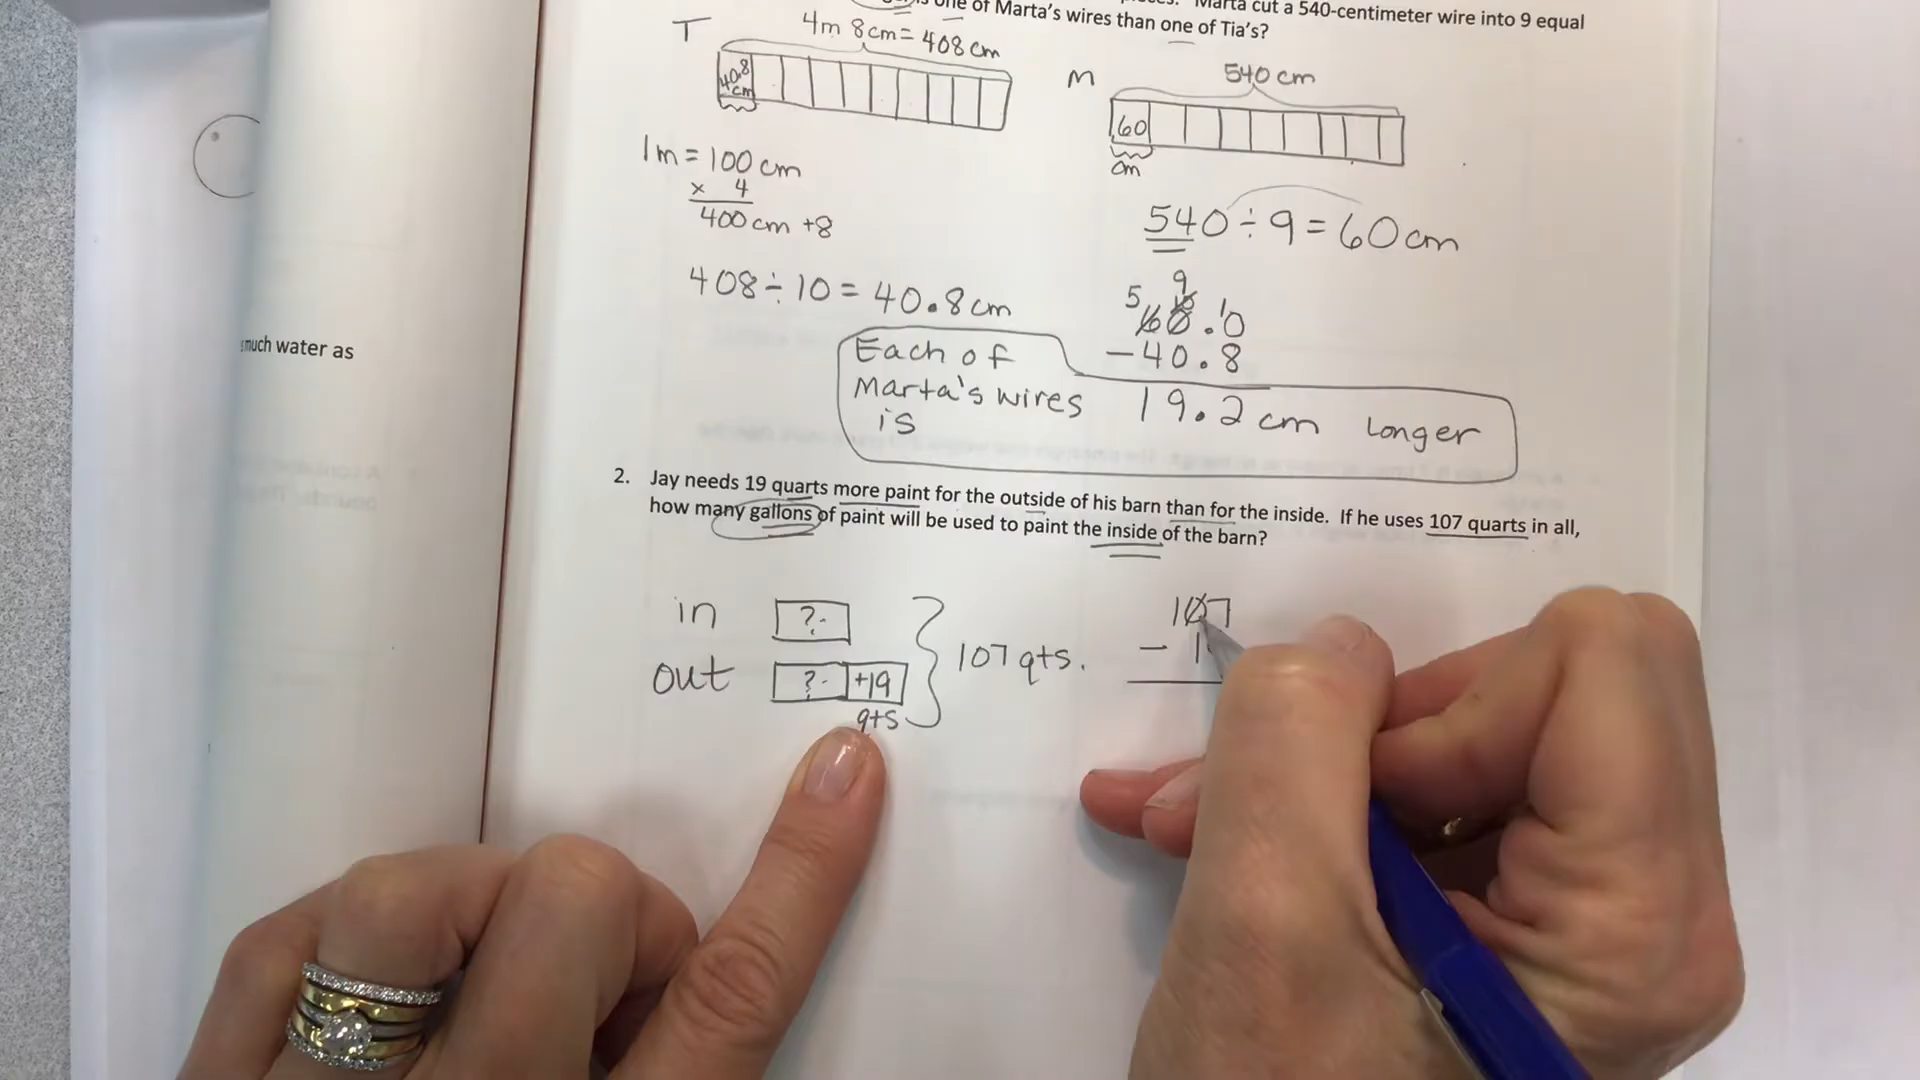 Marta cut a 540-centimeter wire into 9 equal
is one of Marta's wires than one of Tia's?
T
4m 8cm = 408 cm
40.8
cm
M
540 cm
60
cm
1m = 100 cm
x 4
400 cm +8
540 ÷ 9 = 60 cm
408 ÷ 10 = 40.8 cm
5 9 1
60.0
- 40.8
Each of
Marta's wires 19.2 cm Longer
is
much water as
2. Jay needs 19 quarts more paint for the outside of his barn than for the inside. If he uses 107 quarts in all,
how many gallons of paint will be used to paint the inside of the barn?
in ?
out ? +19
qts
107 qts.
107
- 1